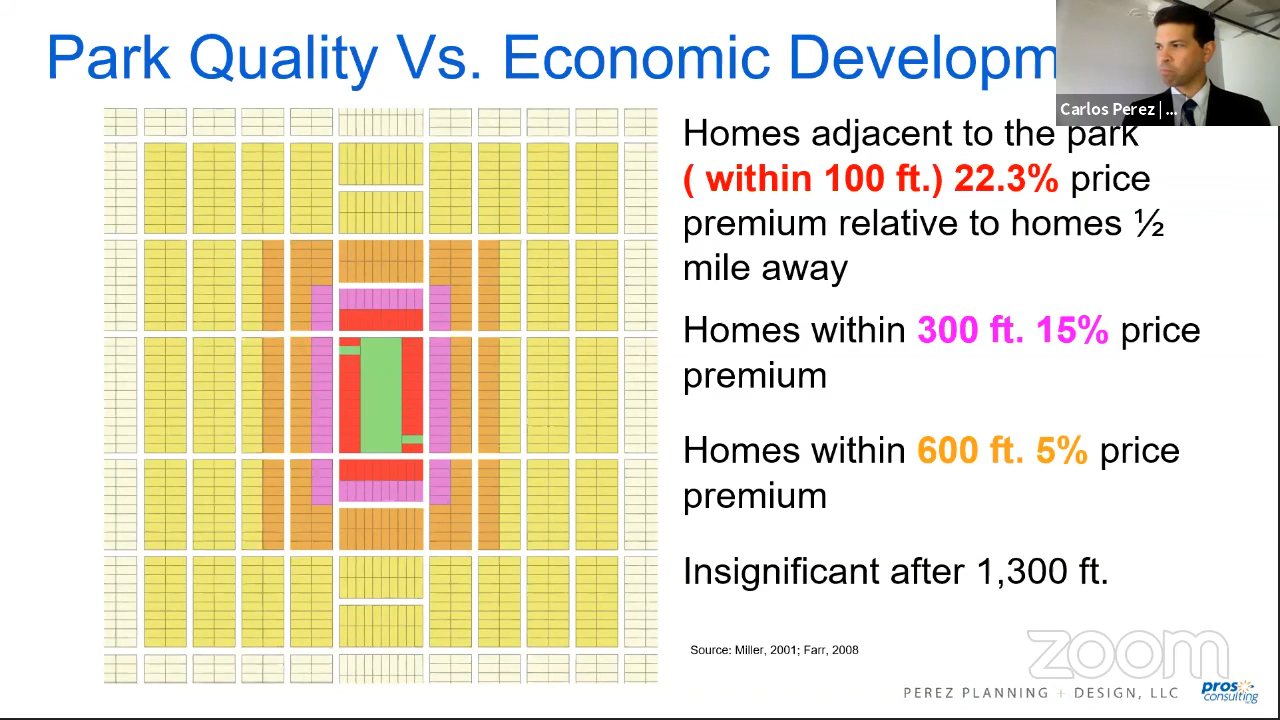 Park Quality Vs. Economic Developm
Carlos Perez | ...
Homes adjacent to the park
( within 100 ft.) 22.3% price
premium relative to homes ½
mile away
Homes within 300 ft. 15% price
premium
Homes within 600 ft. 5% price
premium
Insignificant after 1,300 ft.
Source: Miller, 2001; Farr, 2008
zoom
PEREZ PLANNING + DESIGN, LLC
pros
consulting